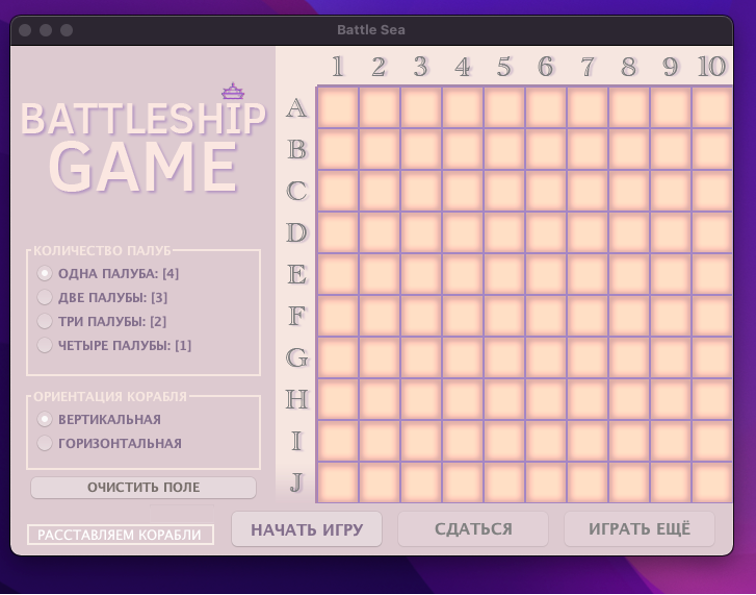 Battle Sea
BATTLESHIP
GAME
КОЛИЧЕСТВО ПАЛУБ
ОДНА ПАЛУБА: [4]
ДВЕ ПАЛУБЫ: [3]
ТРИ ПАЛУБЫ: [2]
ЧЕТЫРЕ ПАЛУБЫ: [1]
ОРИЕНТАЦИЯ КОРАБЛЯ
ВЕРТИКАЛЬНАЯ
ГОРИЗОНТАЛЬНАЯ
ОЧИСТИТЬ ПОЛЕ
1 2 3 4 5 6 7 8 9 10
A
B
C
D
E
F
G
H
I
J
РАССТАВЛЯЕМ КОРАБЛИ
НАЧАТЬ ИГРУ
СДАТЬСЯ
ИГРАТЬ ЕЩЁ